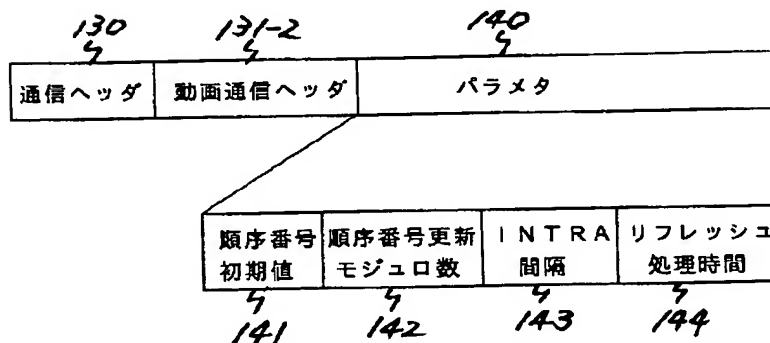 130 131-2 140
通信ヘッダ 動画通信ヘッダ パラメタ
順序番号 順序番号更新 INTRA リフレッシュ
初期値 モジュロ数 間隔 処理時間
141 142 143 144